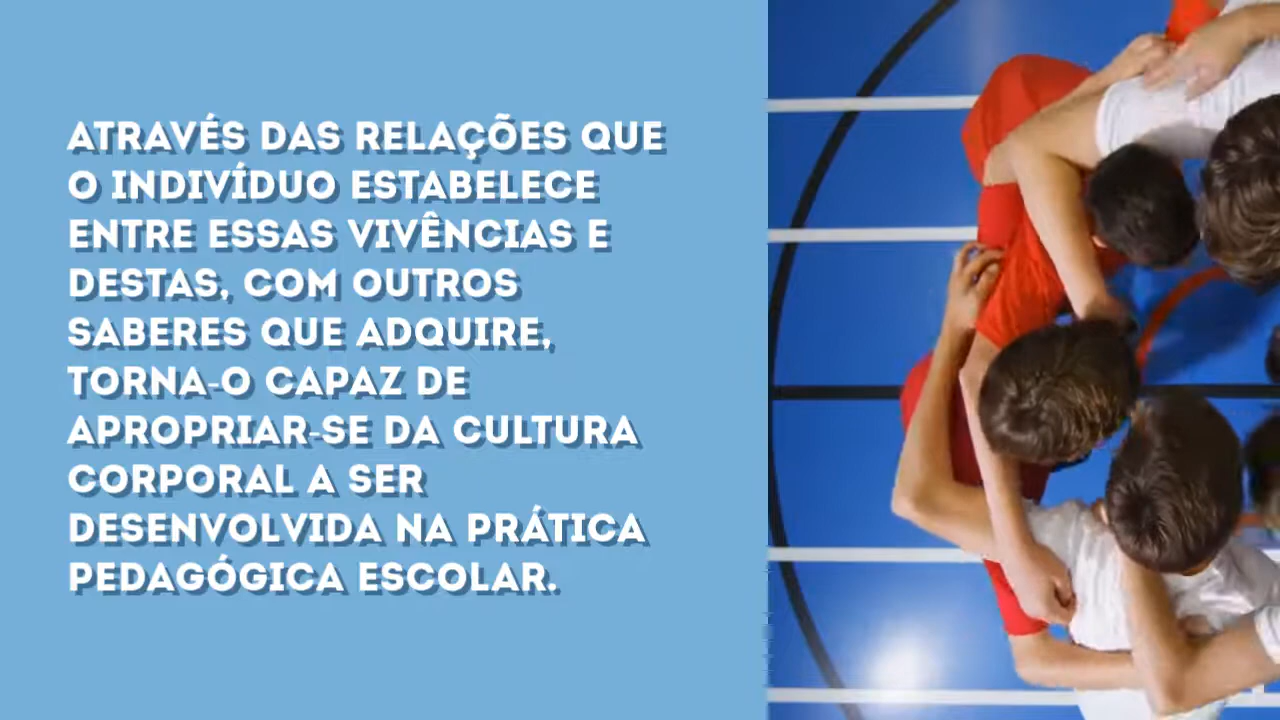 ATRAVÉS DAS RELAÇÕES QUE
O INDIVÍDUO ESTABELECE
ENTRE ESSAS VIVÊNCIAS E
DESTAS, COM OUTROS
SABERES QUE ADQUIRE,
TORNA-O CAPAZ DE
APROPRIAR-SE DA CULTURA
CORPORAL A SER
DESENVOLVIDA NA PRÁTICA
PEDAGÓGICA ESCOLAR.